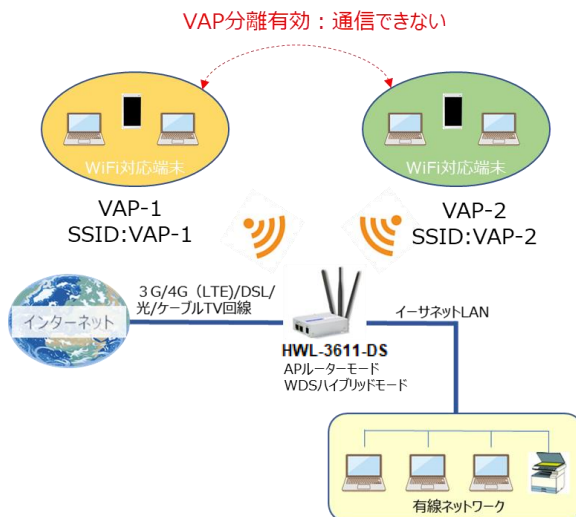 VAP分離有効：通信できない
WiFi対応端末
WiFi対応端末
VAP-1
SSID:VAP-1
VAP-2
SSID:VAP-2
３G/4G（LTE)/DSL/
光/ケーブルTV回線
インターネット
イーサネットLAN
HWL-3611-DS
APルーターモード
WDSハイブリッドモード
有線ネットワーク